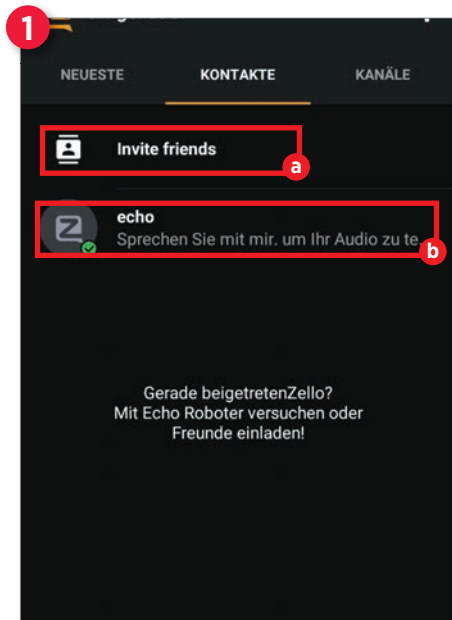 1
NEUESTE KONTAKTE KANÄLE
Invite friends
a
echo
Sprechen Sie mit mir. um Ihr Audio zu te
b
Gerade beigetretenZello?
Mit Echo Roboter versuchen oder
Freunde einladen!